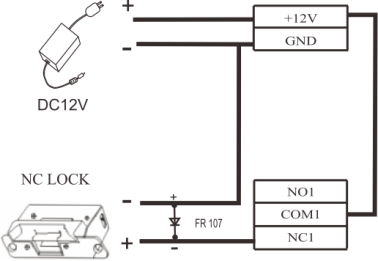 +
+12V
-
GND
DC12V
NC LOCK
NO1
-
+
FR 107
COM1
+
-
NC1